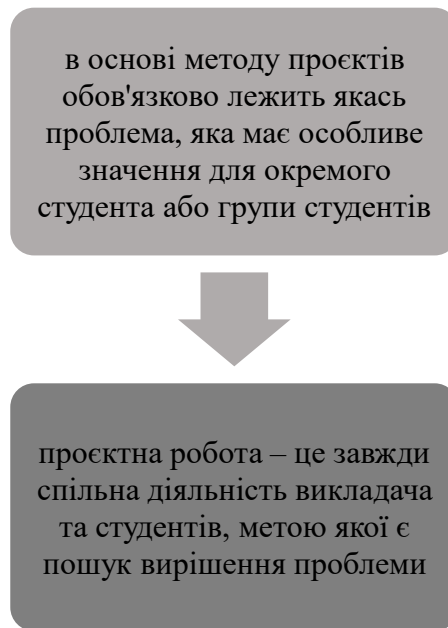 в основі методу проєктів
обов'язково лежить якась
проблема, яка має особливе
значення для окремого
студента або групи студентів
проєктна робота – це завжди
спільна діяльність викладача
та студентів, метою якої є
пошук вирішення проблеми